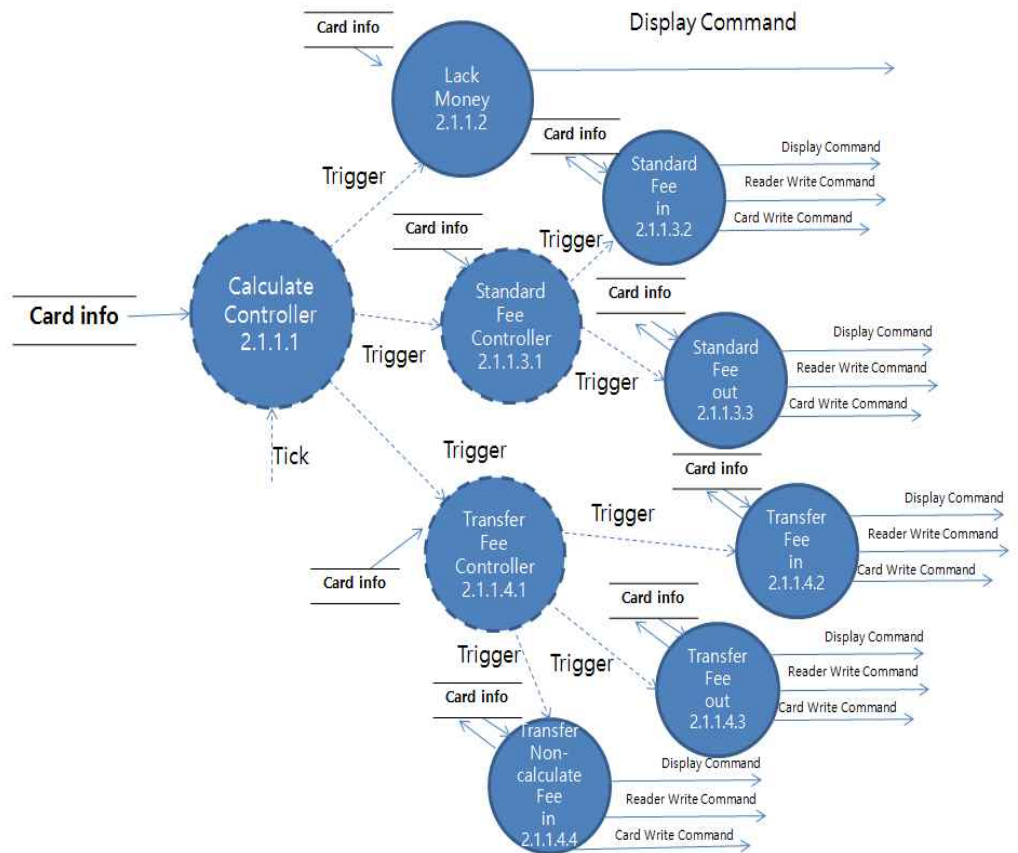 Card info
Display Command
Lack
Money
2.1.1.2
Card info
Standard
Fee
in
2.1.1.3.2
Display Command
Reader Write Command
Card Write Command
Trigger
Card info
Trigger
Card info
Calculate
Controller
2.1.1.1
Card info
Standard
Fee
Controller
2.1.1.3.1
Trigger
Trigger
Standard
Fee
out
2.1.1.3.3
Display Command
Reader Write Command
Card Write Command
Tick
Trigger
Card info
Transfer
Fee
Controller
2.1.1.4.1
Trigger
Transfer
Fee
in
2.1.1.4.2
Display Command
Reader Write Command
Card Write Command
Card info
Card info
Trigger
Trigger
Transfer
Fee
out
2.1.1.4.3
Display Command
Reader Write Command
Card Write Command
Card info
Transfer
Non-
calculate
Fee
in
2.1.1.4.4
Display Command
Reader Write Command
Card Write Command